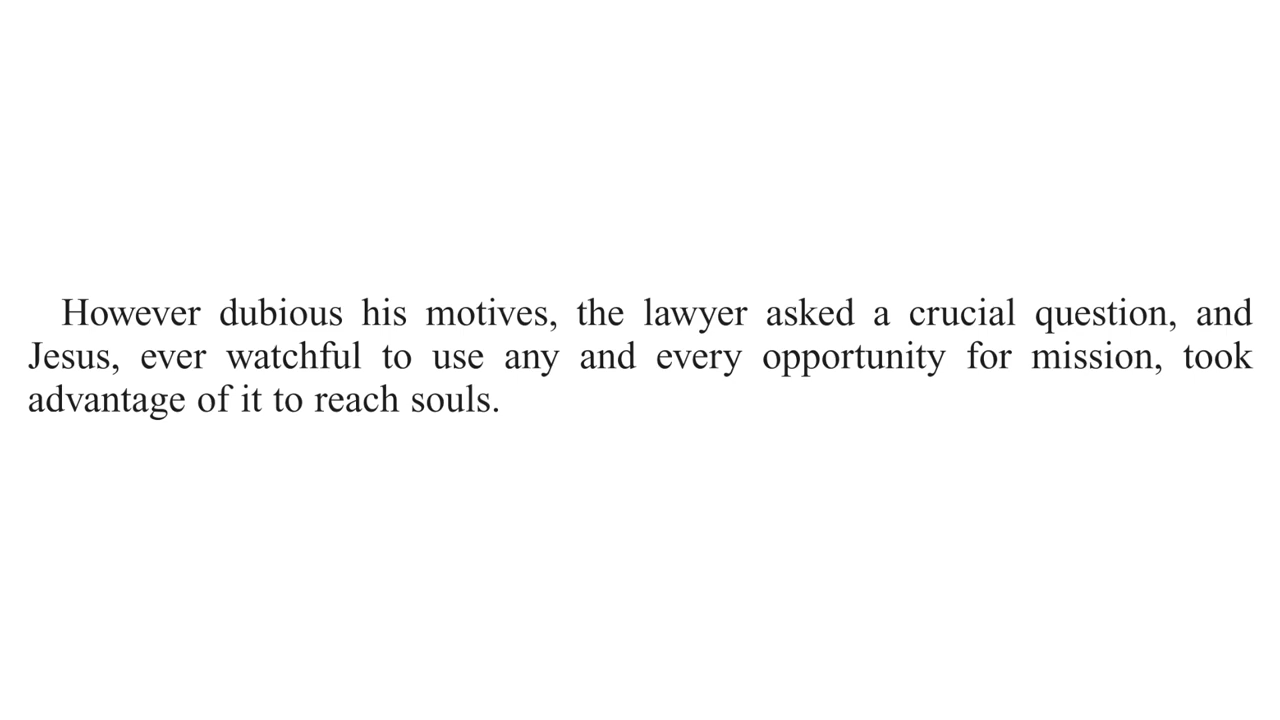 However dubious his motives, the lawyer asked a crucial question, and
Jesus, ever watchful to use any and every opportunity for mission, took
advantage of it to reach souls.